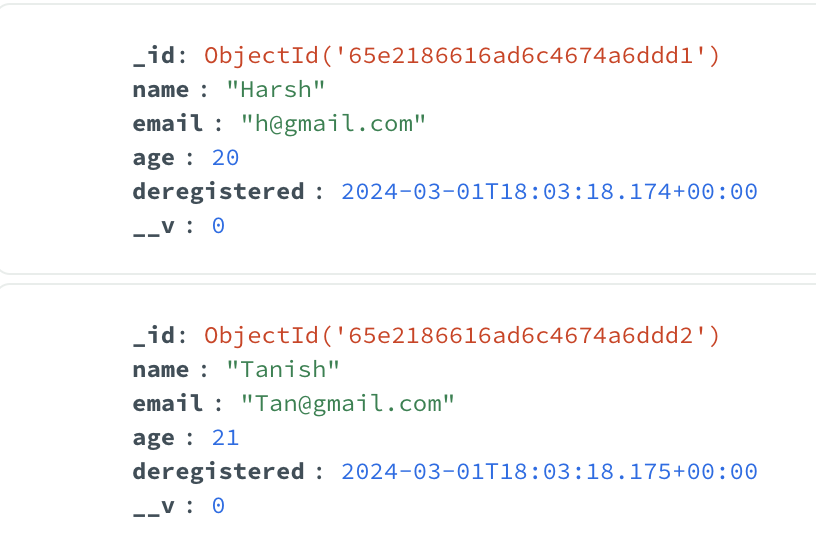 _id: ObjectId('65e2186616ad6c4674a6ddd1')
name : "Harsh"
email : "h@gmail.com"
age : 20
deregistered : 2024-03-01T18:03:18.174+00:00
__v : 0
_id: ObjectId('65e2186616ad6c4674a6ddd2')
name : "Tanish"
email : "Tan@gmail.com"
age : 21
deregistered : 2024-03-01T18:03:18.175+00:00
__v : 0